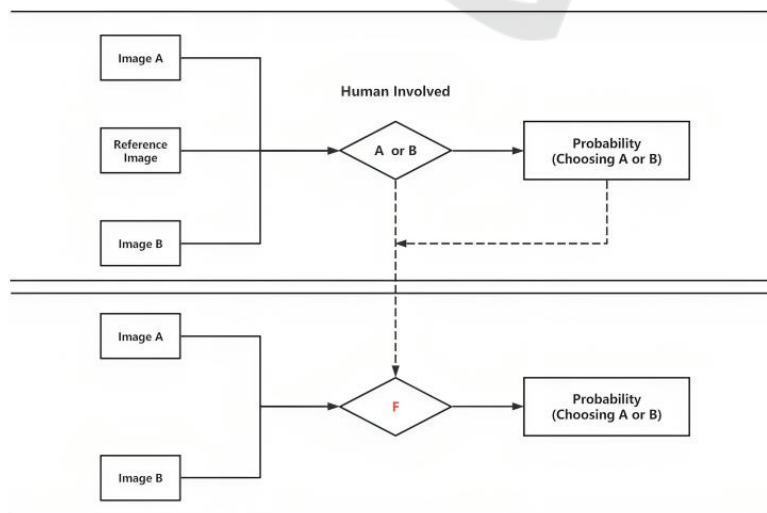 Image A
Human Involved
Reference
Image
A or B
Probability
(Choosing A or B)
Image B
Image A
F
Probability
(Choosing A or B)
Image B